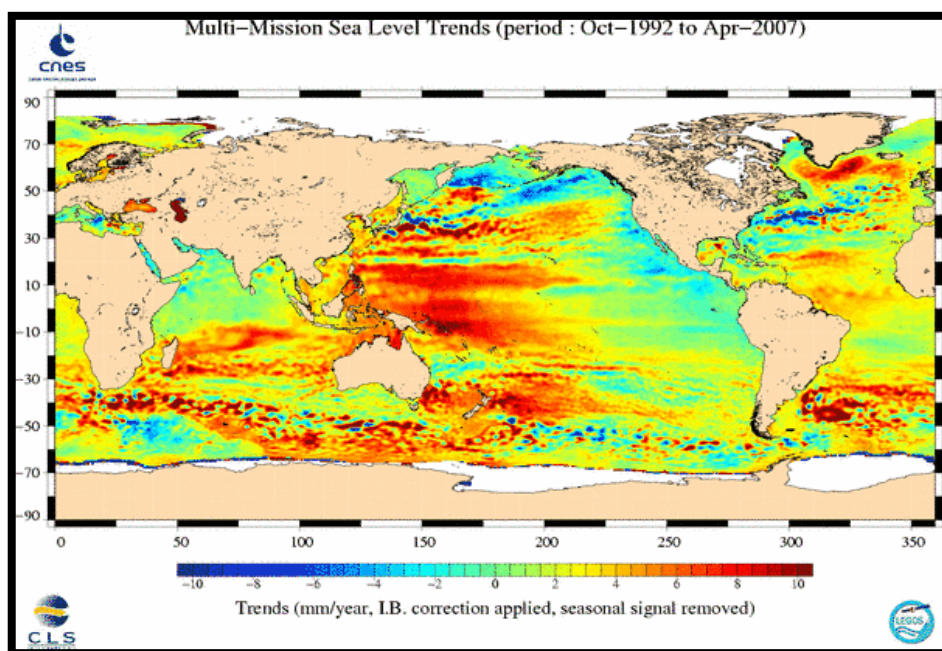 Multi-Mission Sea Level Trends (period : Oct-1992 to Apr-2007)
cnes
90
70
50
30
10
-10
-30
-50
-70
-90
0 50 100 150 200 250 300 350
-10 -8 -6 -4 -2 0 2 4 6 8 10
Trends (mm/year, I.B. correction applied, seasonal signal removed)
CLS
LEGOS